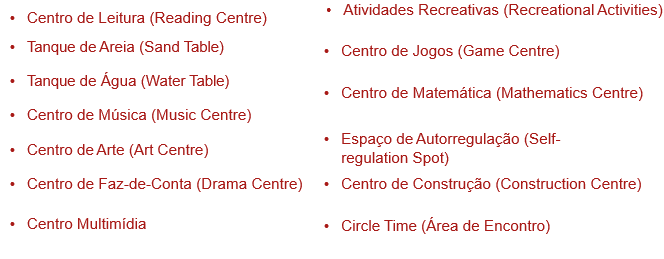 • Centro de Leitura (Reading Centre)
• Tanque de Areia (Sand Table)
• Tanque de Água (Water Table)
• Centro de Música (Music Centre)
• Centro de Arte (Art Centre)
• Centro de Faz-de-Conta (Drama Centre)
• Centro Multimídia
• Atividades Recreativas (Recreational Activities)
• Centro de Jogos (Game Centre)
• Centro de Matemática (Mathematics Centre)
• Espaço de Autorregulação (Self-
regulation Spot)
• Centro de Construção (Construction Centre)
• Circle Time (Área de Encontro)